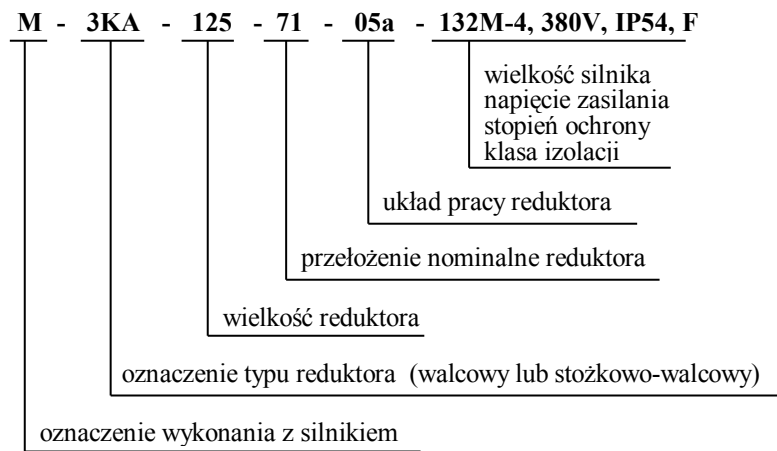 M - 3KA - 125 - 71 - 05a - 132M-4, 380V, IP54, F
wielkość silnika
napięcie zasilania
stopień ochrony
klasa izolacji
układ pracy reduktora
przełożenie nominalne reduktora
wielkość reduktora
oznaczenie typu reduktora (walcowy lub stożkowo-walcowy)
oznaczenie wykonania z silnikiem